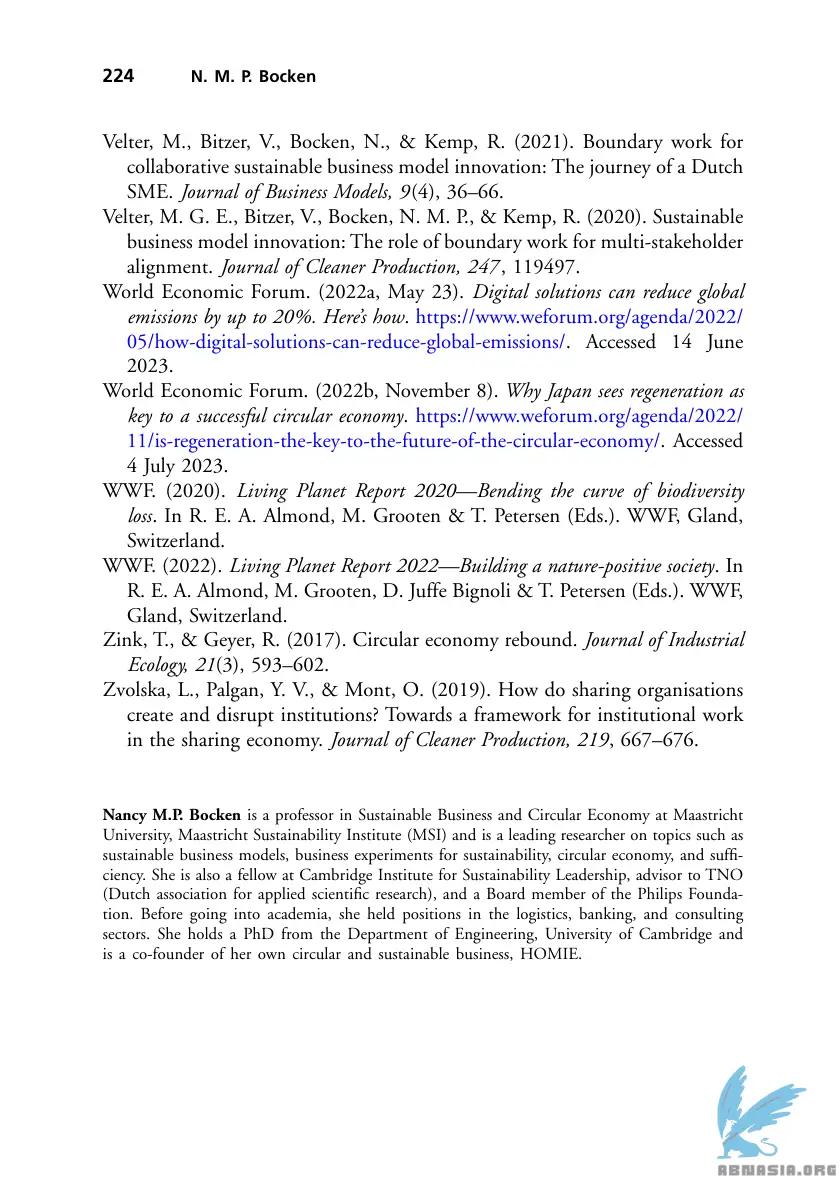 224 N. M. P. Bocken
Velter, M., Bitzer, V., Bocken, N., & Kemp, R. (2021). Boundary work for
collaborative sustainable business model innovation: The journey of a Dutch
SME. Journal of Business Models, 9(4), 36–66.
Velter, M. G. E., Bitzer, V., Bocken, N. M. P., & Kemp, R. (2020). Sustainable
business model innovation: The role of boundary work for multi-stakeholder
alignment. Journal of Cleaner Production, 247, 119497.
World Economic Forum. (2022a, May 23). Digital solutions can reduce global
emissions by up to 20%. Here’s how. https://www.weforum.org/agenda/2022/
05/how-digital-solutions-can-reduce-global-emissions/. Accessed 14 June
2023.
World Economic Forum. (2022b, November 8). Why Japan sees regeneration as
key to a successful circular economy. https://www.weforum.org/agenda/2022/
11/is-regeneration-the-key-to-the-future-of-the-circular-economy/. Accessed
4 July 2023.
WWF. (2020). Living Planet Report 2020—Bending the curve of biodiversity
loss. In R. E. A. Almond, M. Grooten & T. Petersen (Eds.). WWF, Gland,
Switzerland.
WWF. (2022). Living Planet Report 2022—Building a nature-positive society. In
R. E. A. Almond, M. Grooten, D. Juffe Bignoli & T. Petersen (Eds.). WWF,
Gland, Switzerland.
Zink, T., & Geyer, R. (2017). Circular economy rebound. Journal of Industrial
Ecology, 21(3), 593–602.
Zvolska, L., Palgan, Y. V., & Mont, O. (2019). How do sharing organisations
create and disrupt institutions? Towards a framework for institutional work
in the sharing economy. Journal of Cleaner Production, 219, 667–676.
Nancy M.P. Bocken is a professor in Sustainable Business and Circular Economy at Maastricht
University, Maastricht Sustainability Institute (MSI) and is a leading researcher on topics such as
sustainable business models, business experiments for sustainability, circular economy, and suffi-
ciency. She is also a fellow at Cambridge Institute for Sustainability Leadership, advisor to TNO
(Dutch association for applied scientific research), and a Board member of the Philips Founda-
tion. Before going into academia, she held positions in the logistics, banking, and consulting
sectors. She holds a PhD from the Department of Engineering, University of Cambridge and
is a co-founder of her own circular and sustainable business, HOMIE.
ABNASIA.ORG